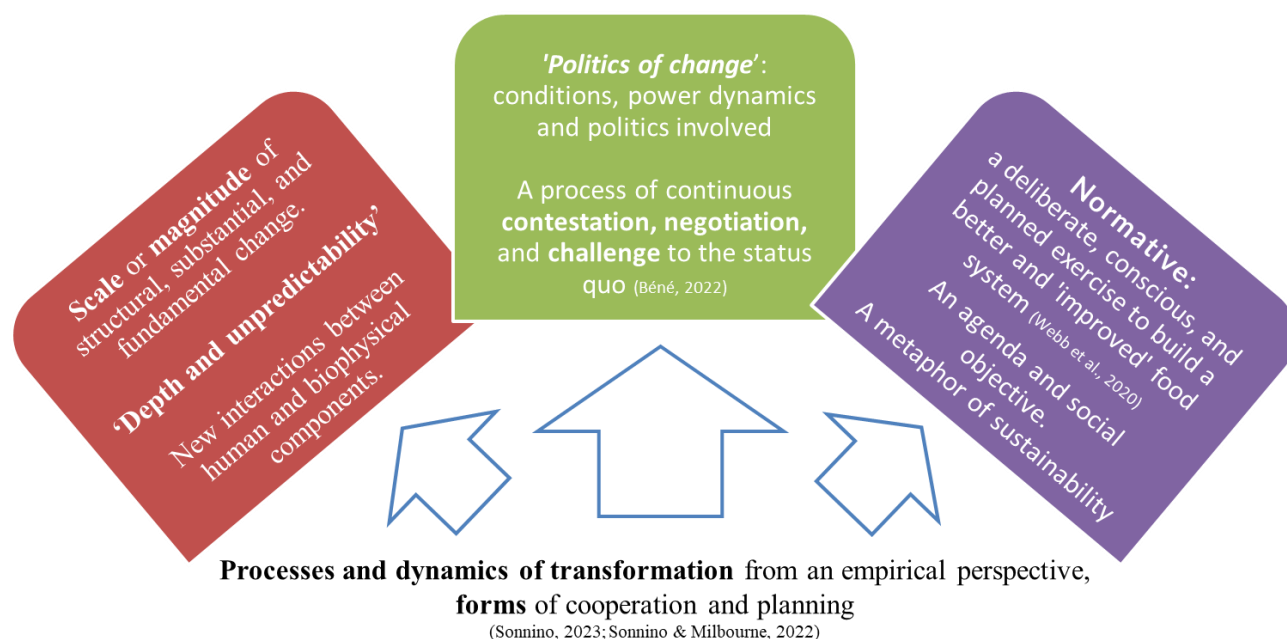 Scale or magnitude of
structural, substantial, and
fundamental change.
‘Depth and unpredictability’
New interactions between
human and biophysical
components.
'Politics of change’:
conditions, power dynamics
and politics involved
A process of continuous
contestation, negotiation,
and challenge to the status
quo (Béné, 2022)
Normative:
a deliberate, conscious, and
planned exercise to build a
better and 'improved' food
system (Webb et al., 2020)
An agenda and social
objective.
A metaphor of sustainability
Processes and dynamics of transformation from an empirical perspective,
forms of cooperation and planning
(Sonnino, 2023; Sonnino & Milbourne, 2022)